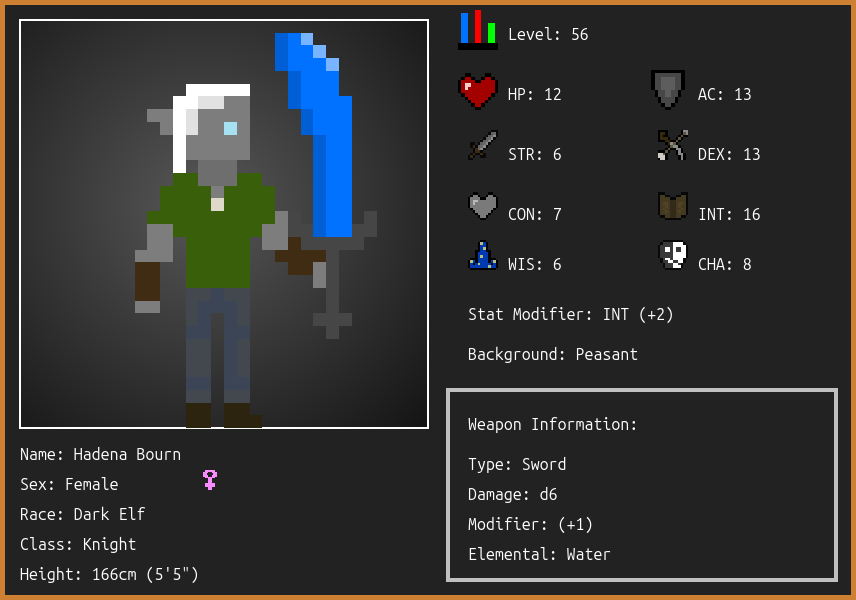 Level: 56
HP: 12
AC: 13
STR: 6
DEX: 13
CON: 7
INT: 16
WIS: 6
CHA: 8
Stat Modifier: INT (+2)
Background: Peasant
Weapon Information:
Type: Sword
Damage: d6
Modifier: (+1)
Elemental: Water
Name: Hadena Bourn
Sex: Female
Race: Dark Elf
Class: Knight
Height: 166cm (5'5")